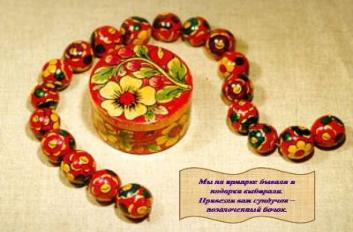 Мы на ярмарке бывали и
подарки выбирали.
Привезли вам сундучок –
позолоченный бочок.